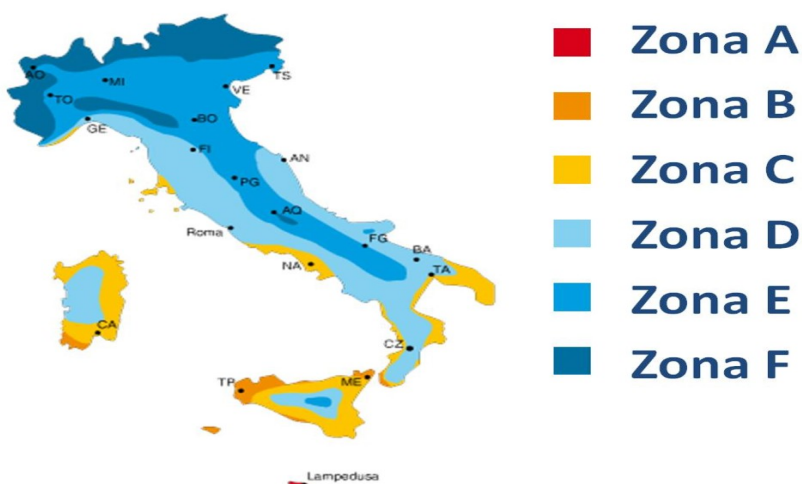 AO
MI
TS
TO
VE
GE
BO
FI
AN
PG
AQ
Roma
FG
BA
NA
TA
CA
CZ
TP
ME
Lampedusa
Zona A
Zona B
Zona C
Zona D
Zona E
Zona F